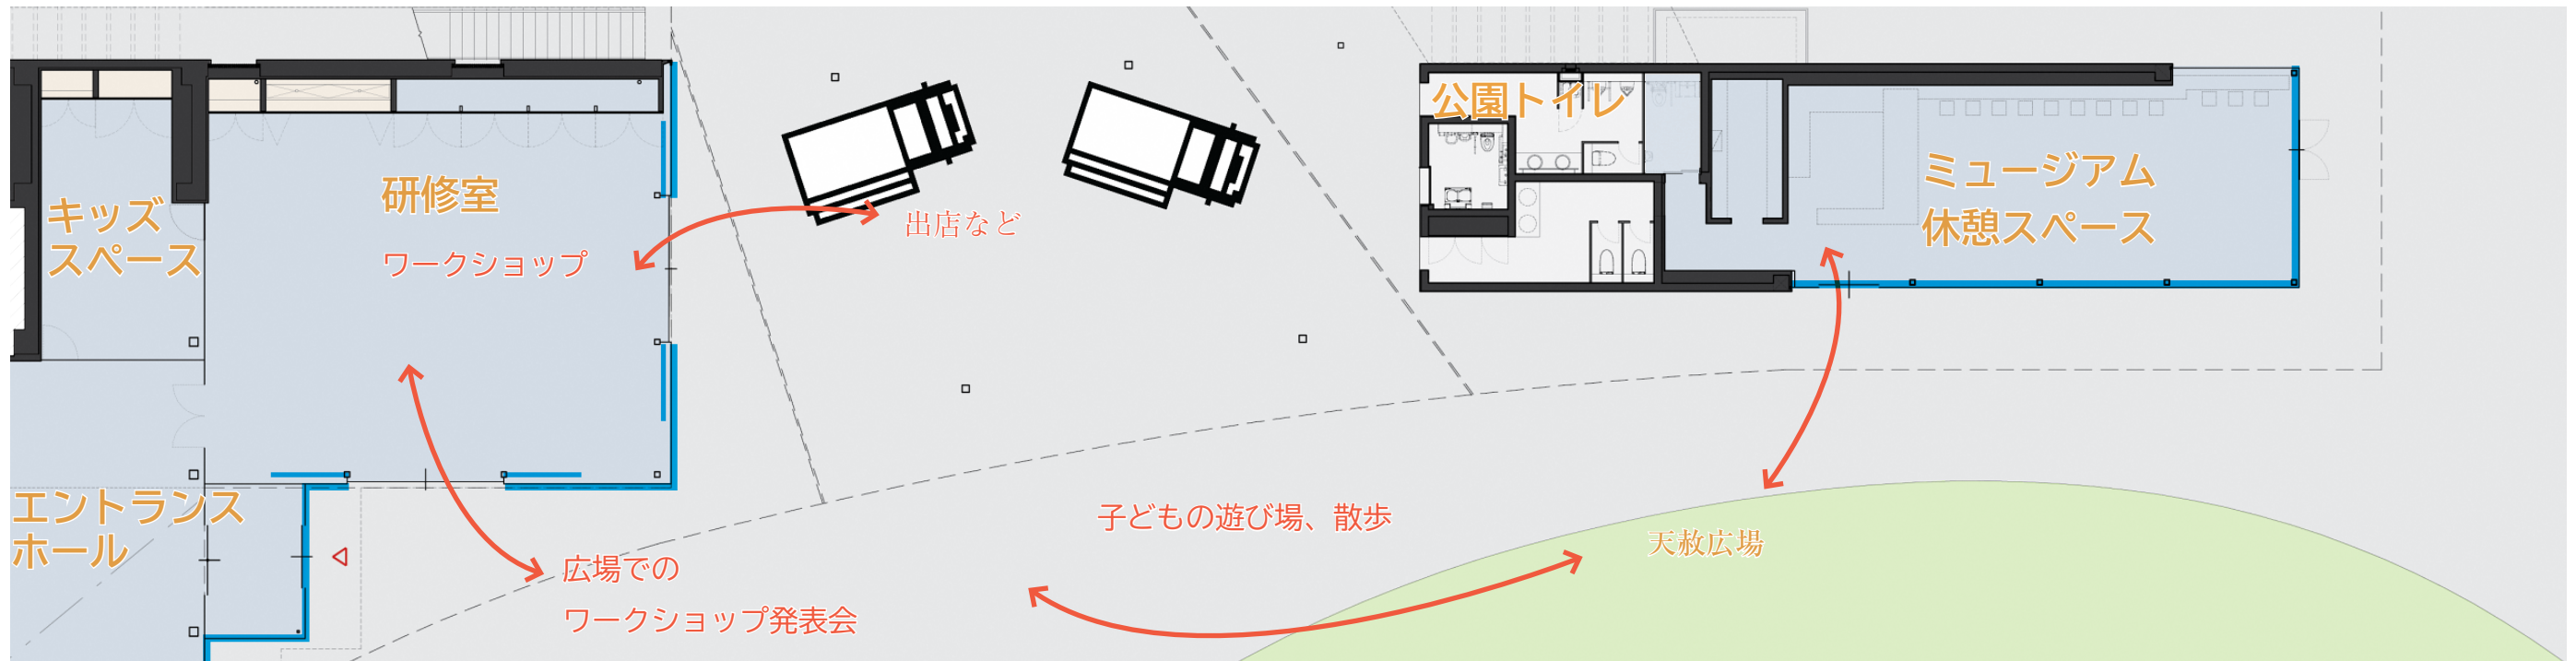 公園トイレ
ミュージアム
休憩スペース
研修室
キッズ
スペース
ワークショップ
出店など
エントランス
ホール
子どもの遊び場、散歩
天赦広場
広場での
ワークショップ発表会